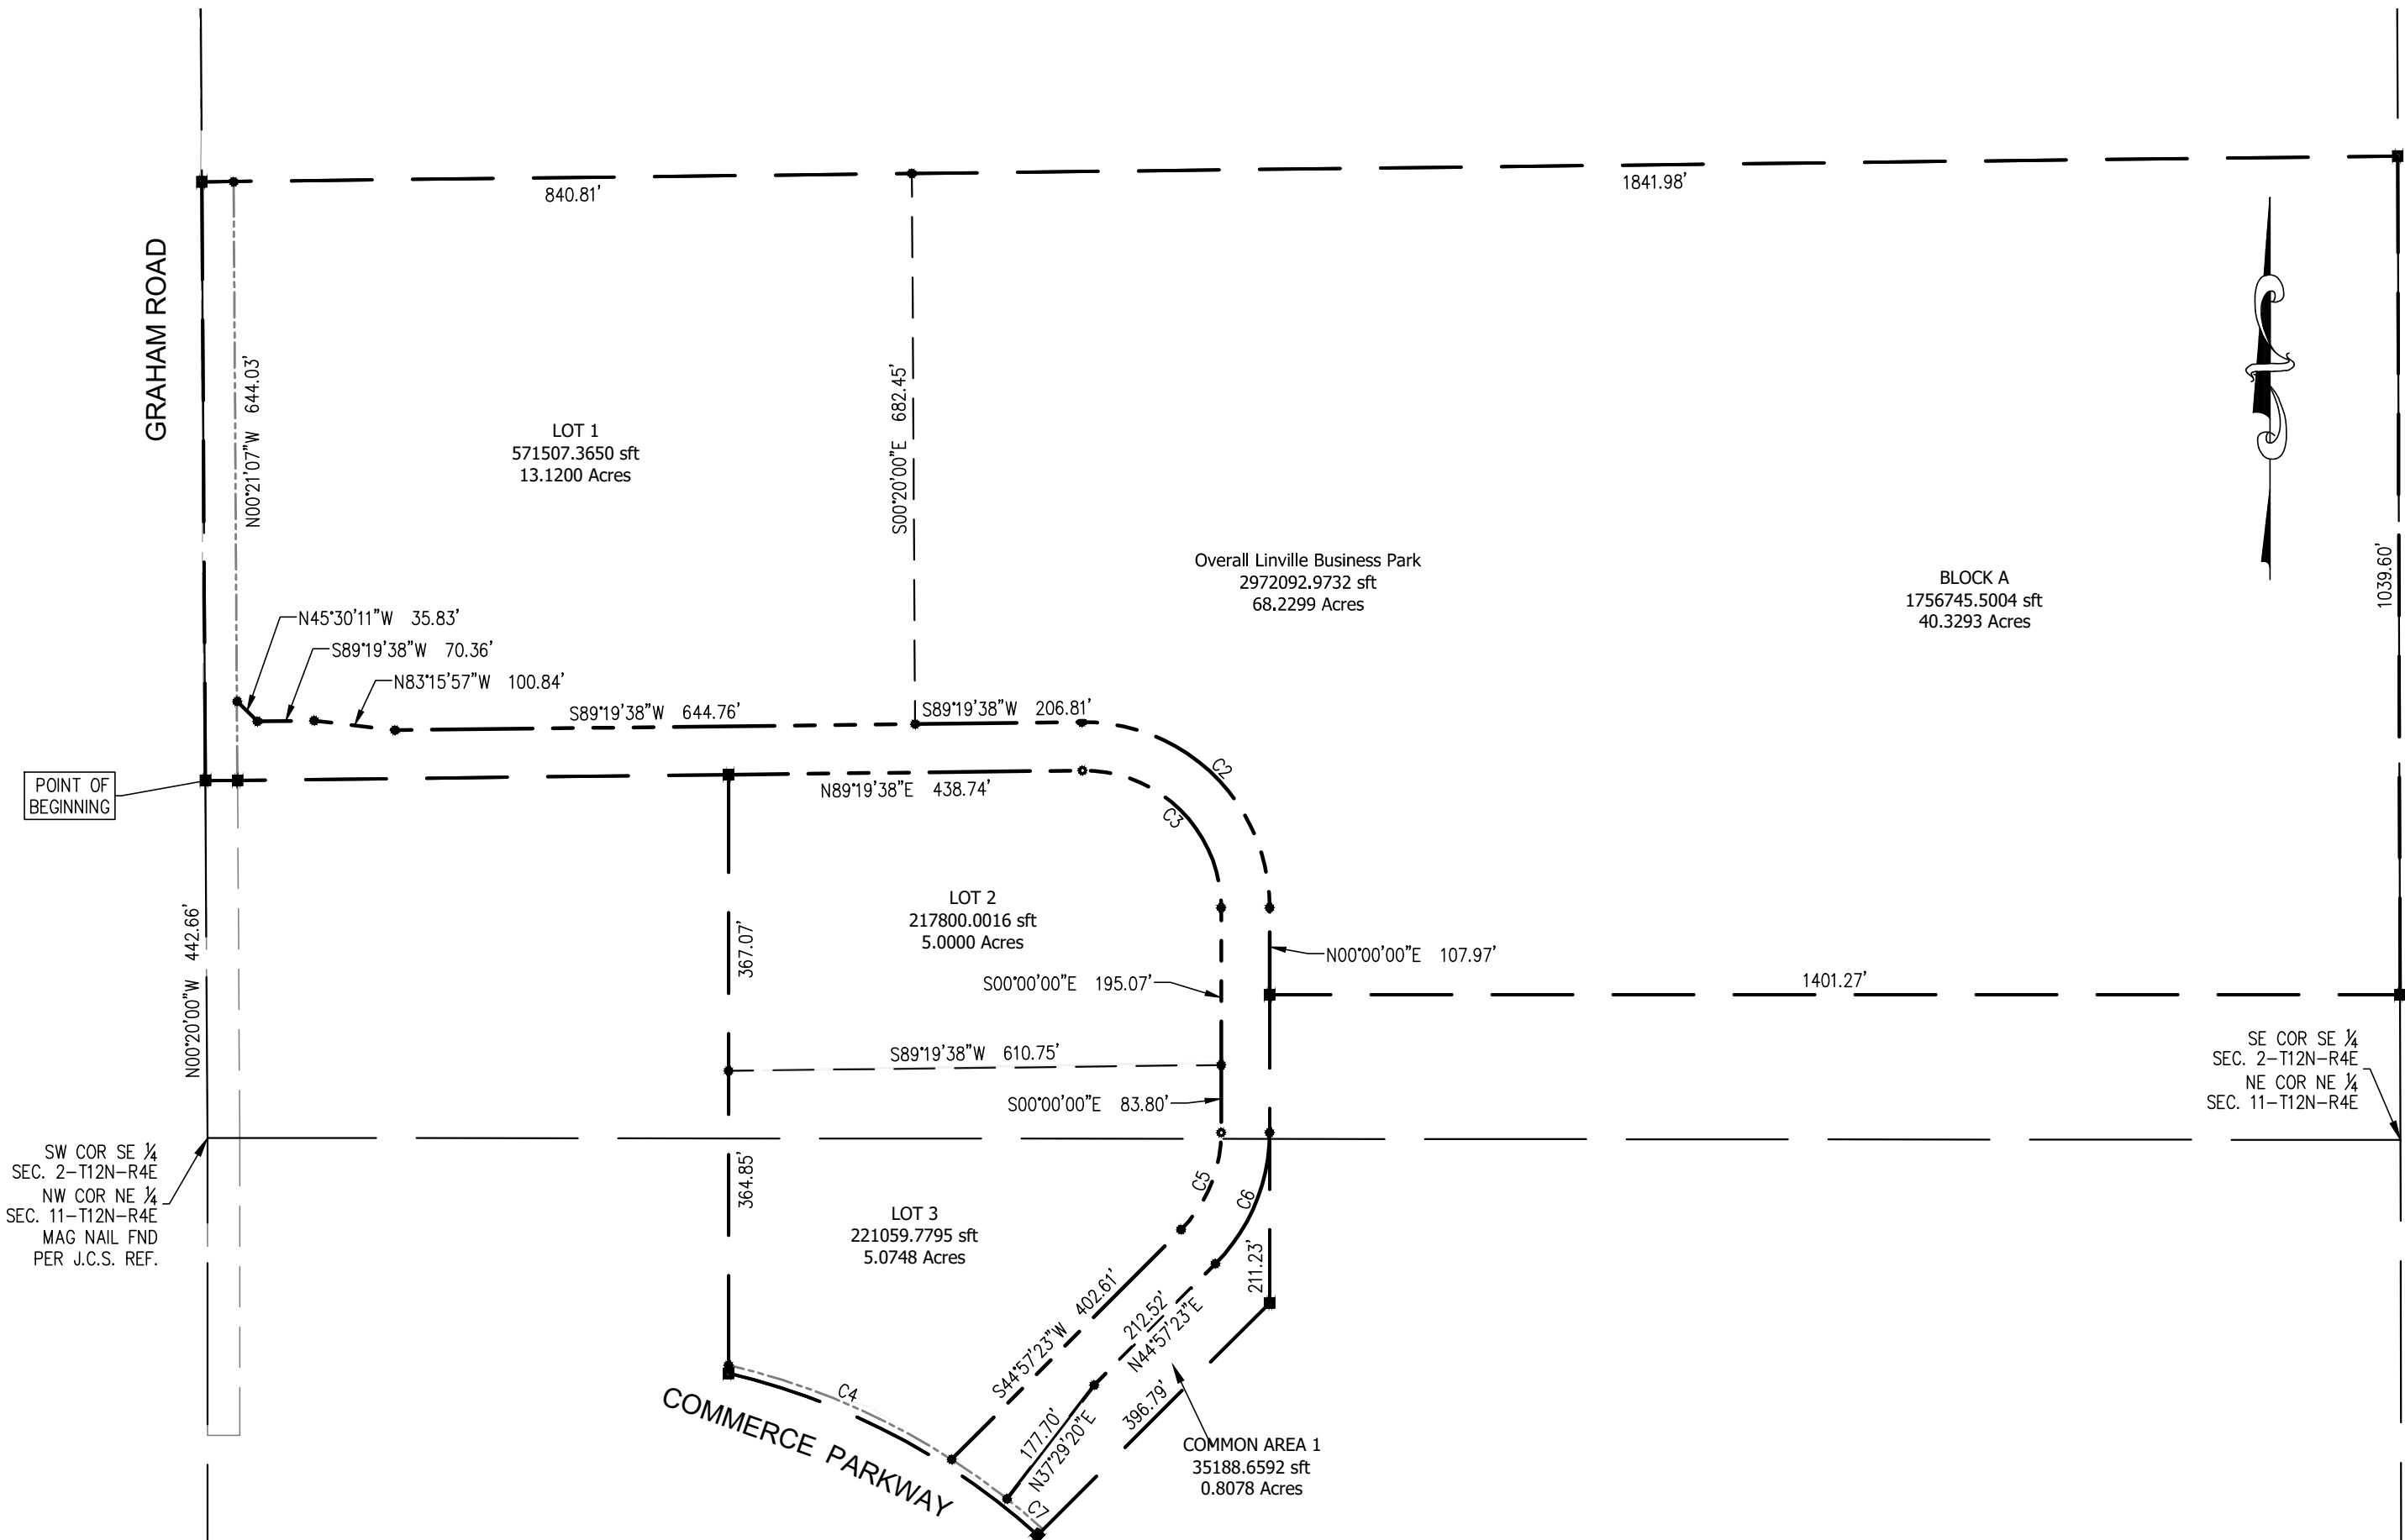 840.81'
1841.98'
GRAHAM ROAD
N00°21'07"W 644.03'
S00°20'00"E 682.45'
LOT 1
571507.3650 sft
13.1200 Acres
Overall Linville Business Park
2972092.9732 sft
68.2299 Acres
BLOCK A
1756745.5004 sft
40.3293 Acres
1039.60'
N45°30'11"W 35.83'
S89°19'38"W 70.36'
N83°15'57"W 100.84'
S89°19'38"W 644.76'
S89°19'38"W 206.81'
C2
POINT OF
BEGINNING
N89°19'38"E 438.74'
C3
N00°20'00"W 442.66'
367.07'
LOT 2
217800.0016 sft
5.0000 Acres
N00°00'00"E 107.97'
S00°00'00"E 195.07'
1401.27'
S89°19'38"W 610.75'
S00°00'00"E 83.80'
SE COR SE ¼
SEC. 2-T12N-R4E
NE COR NE ¼
SEC. 11-T12N-R4E
SW COR SE ¼
SEC. 2-T12N-R4E
NW COR NE ¼
SEC. 11-T12N-R4E
MAG NAIL FND
PER J.C.S. REF.
364.85'
C5
C6
LOT 3
221059.7795 sft
5.0748 Acres
211.23'
S44°57'23"W 402.61'
212.52'
N44°57'23"E
C4
COMMERCE PARKWAY
177.70'
N37°29'20"E
396.79'
C7
COMMON AREA 1
35188.6592 sft
0.8078 Acres